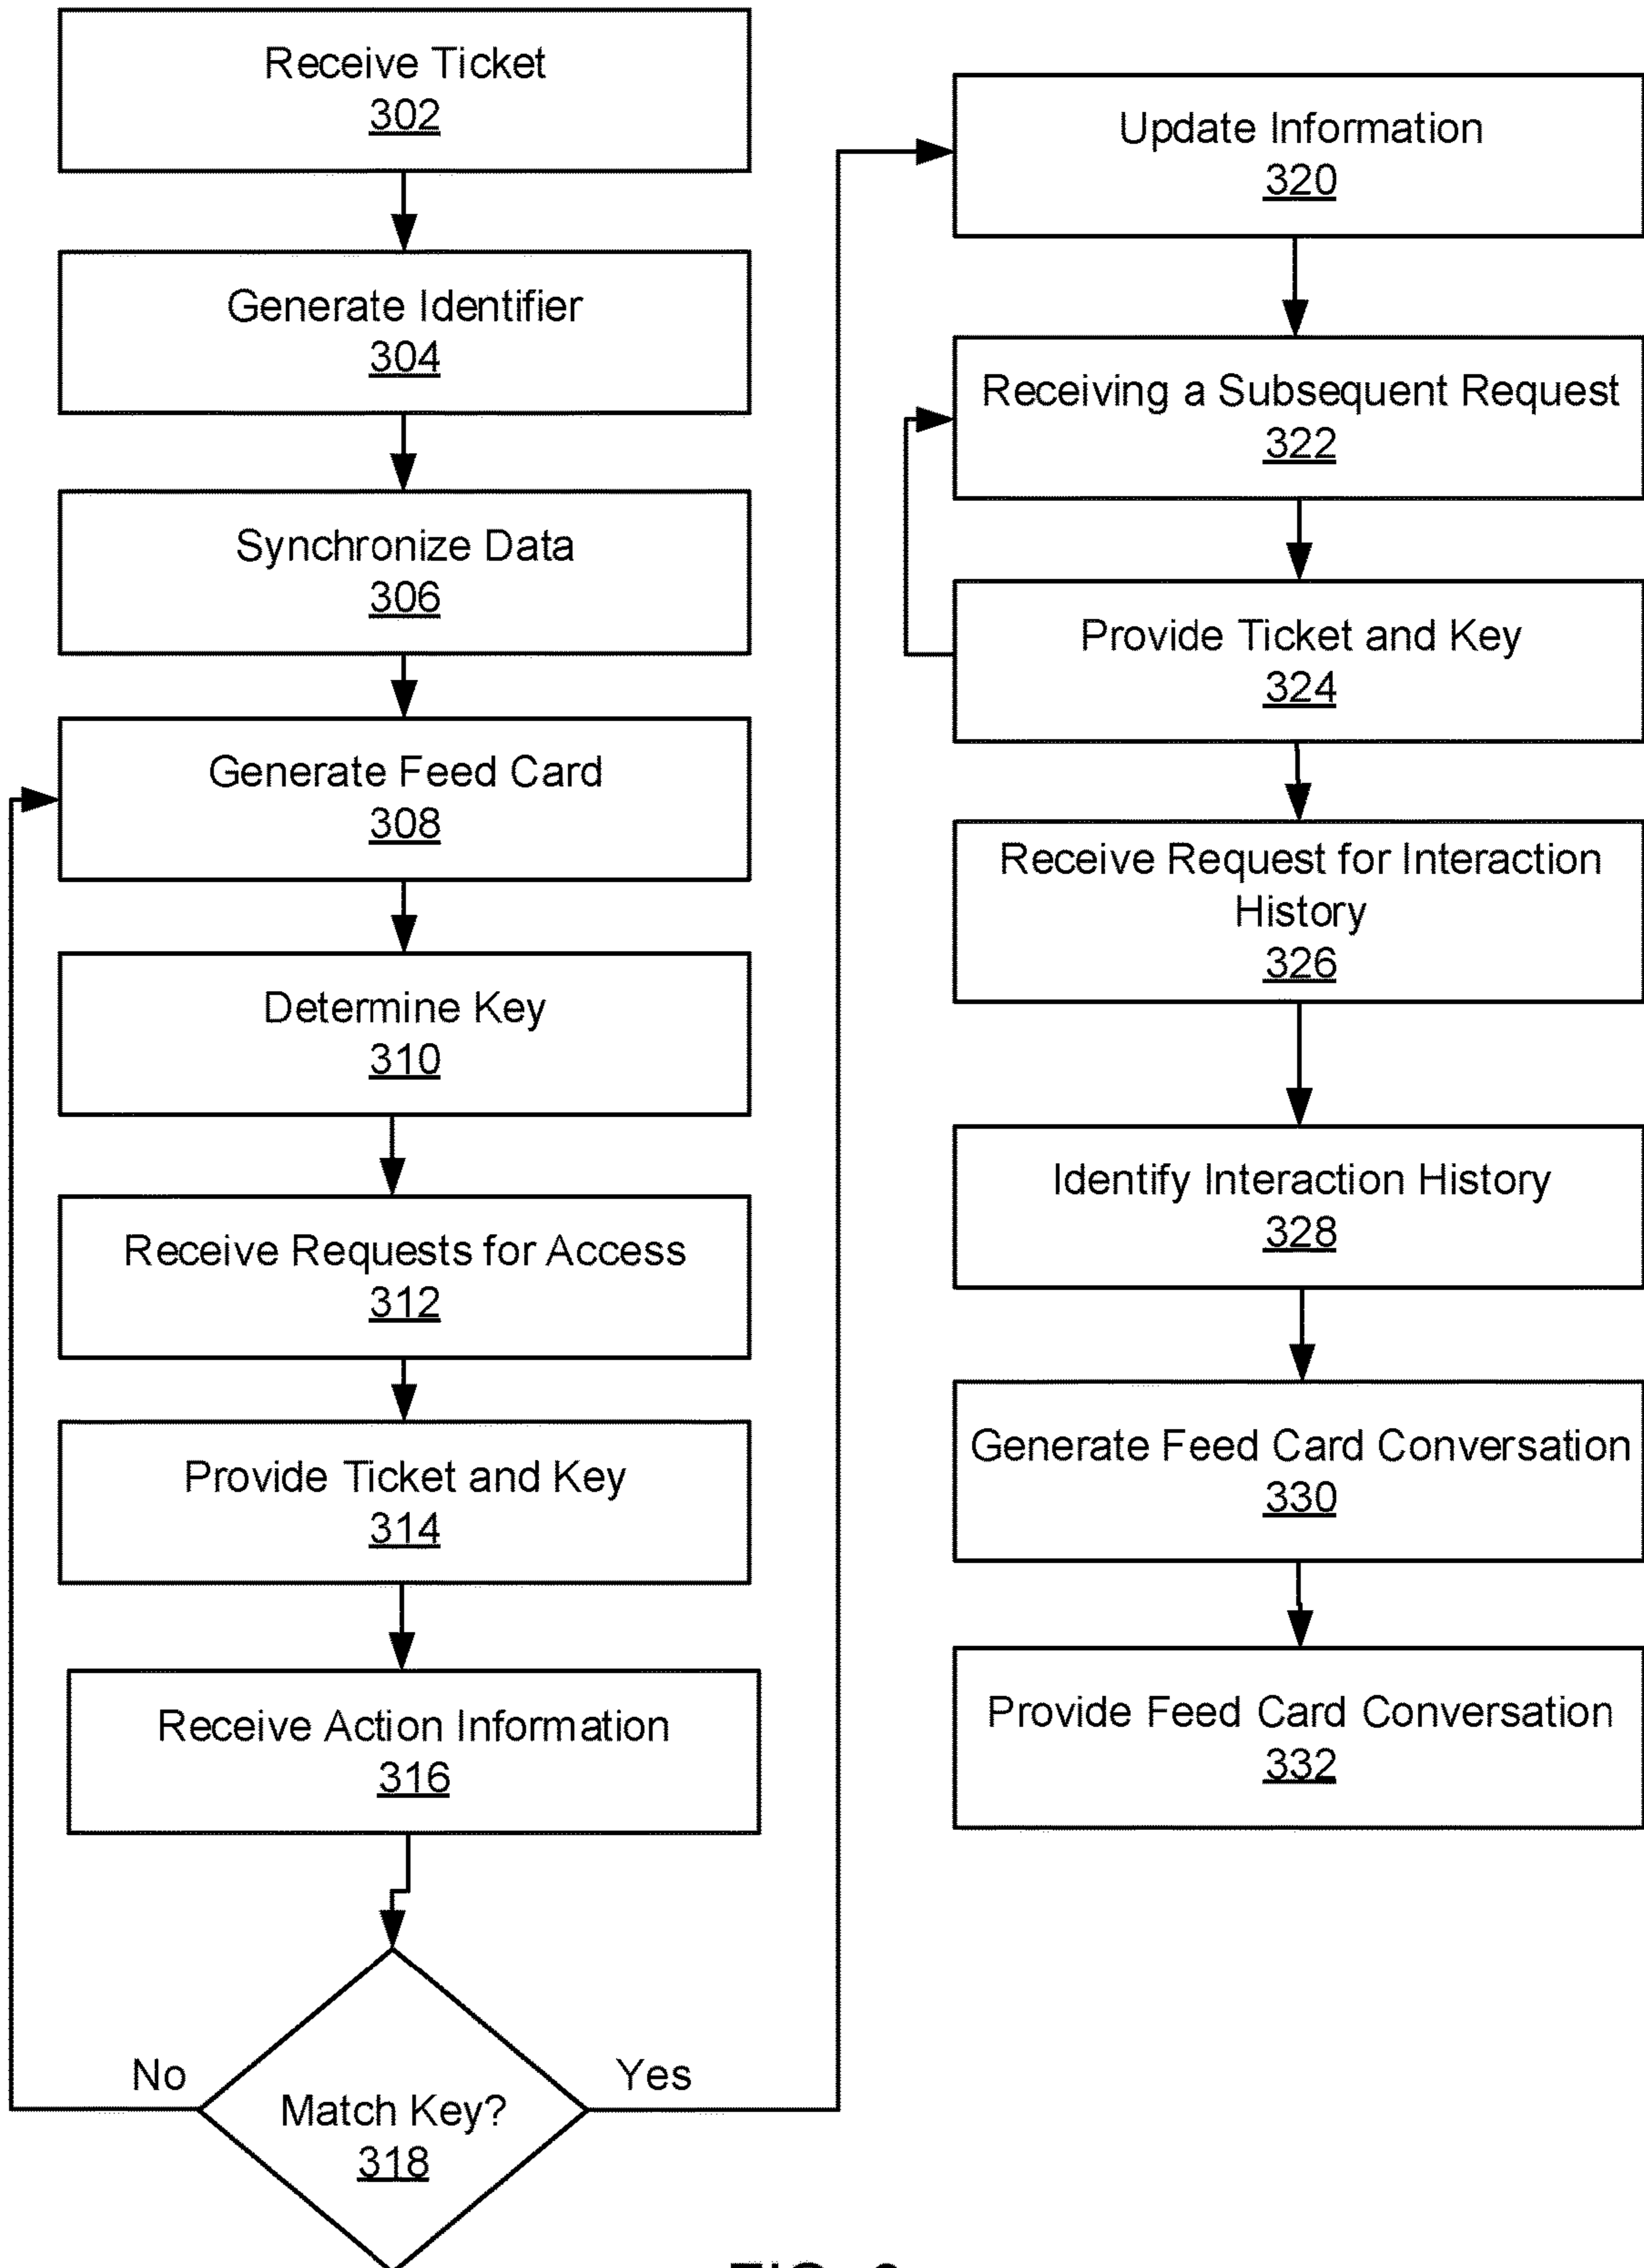 Receive Ticket
302
Generate Identifier
304
Synchronize Data
306
Generate Feed Card
308
Determine Key
310
Receive Requests for Access
312
Provide Ticket and Key
314
Receive Action Information
316
No
Yes
Match Key?
318
Update Information
320
Receiving a Subsequent Request
322
Provide Ticket and Key
324
Receive Request for Interaction
History
326
Identify Interaction History
328
Generate Feed Card Conversation
330
Provide Feed Card Conversation
332